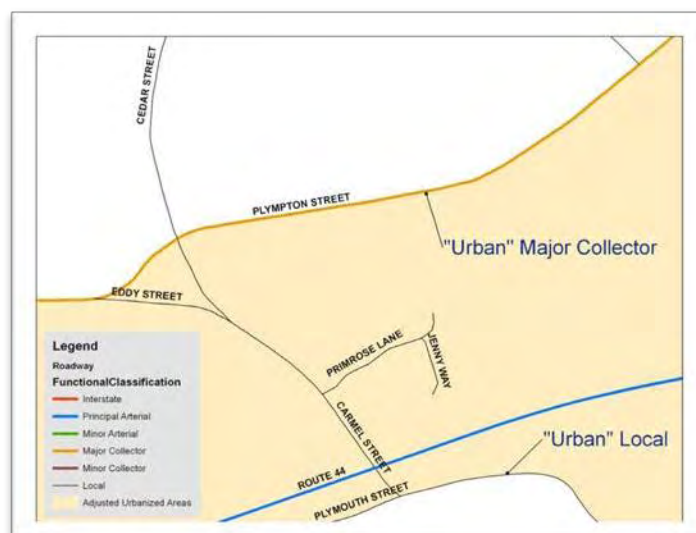 CEDAR STREET
PLYMPTON STREET
"Urban" Major Collector
EDDY STREET
PRIMROSE LANE
JENNY WAY
CARMEL STREET
"Urban" Local
ROUTE 44
PLYMOUTH STREET
Legend
Roadway
FunctionalClassification
Interstate
Principal Arterial
Minor Arterial
Major Collector
Minor Collector
Local
Adjusted Urbanized Areas